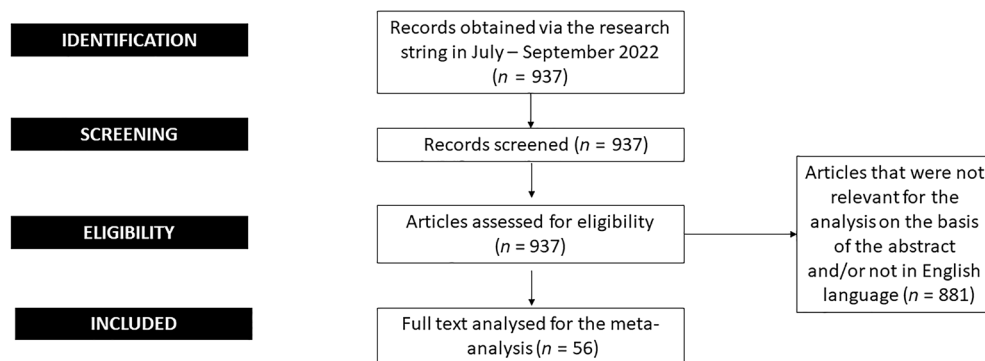 IDENTIFICATION
Records obtained via the research
string in July – September 2022
(n = 937)
SCREENING
Records screened (n = 937)
ELIGIBILITY
Articles assessed for eligibility
(n = 937)
Articles that were not
relevant for the
analysis on the basis
of the abstract
and/or not in English
language (n = 881)
INCLUDED
Full text analysed for the meta-
analysis (n = 56)